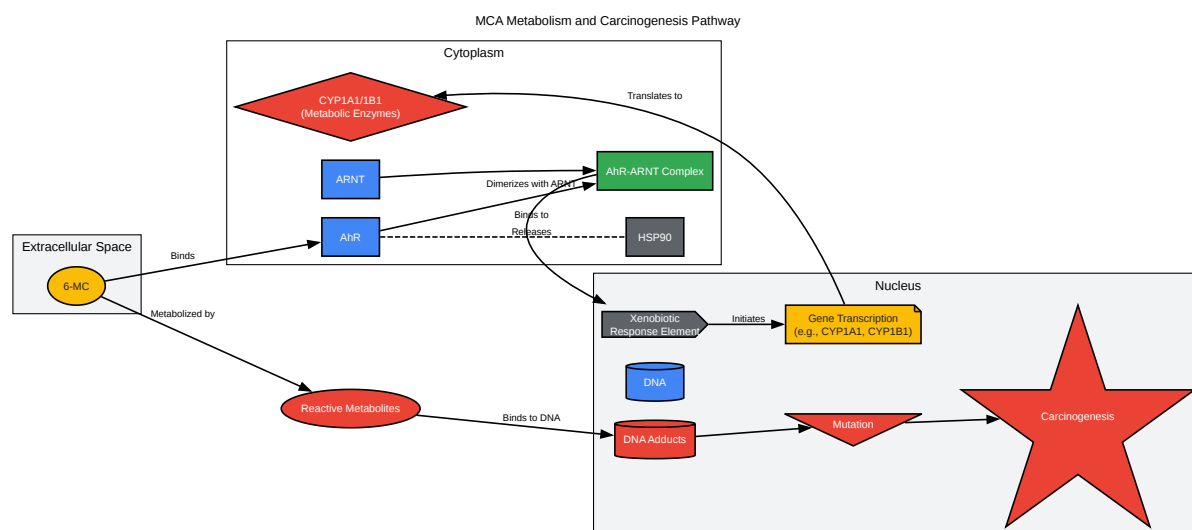 MCA Metabolism and Carcinogenesis Pathway
Cytoplasm
CYP1A1/1B1
(Metabolic Enzymes)
Translates to
ARNT
AhR-ARNT Complex
Dimerizes with ARNT
Binds to
AhR
Releases
HSP90
Extracellular Space
6-MC
Binds
Metabolized by
Nucleus
Xenobiotic
Response Element
Initiates
Gene Transcription
(e.g., CYP1A1, CYP1B1)
DNA
Reactive Metabolites
Binds to DNA
DNA Adducts
Mutation
Carcinogenesis